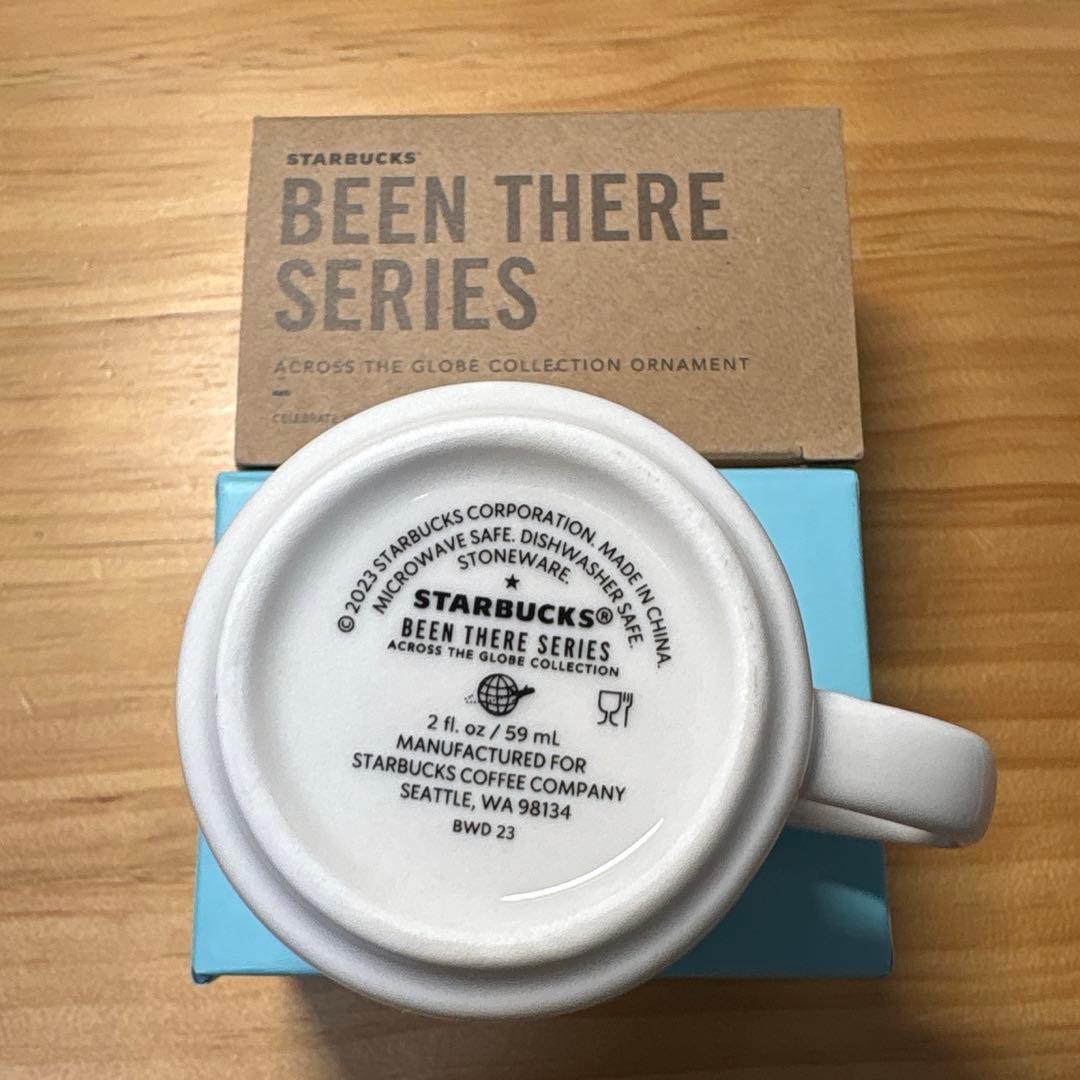 STARBUCKS™
BEEN THERE
SERIES
ACROSS THE GLOBE COLLECTION ORNAMENT
CELEBRATE
©2023 STARBUCKS CORPORATION. MADE IN CHINA.
MICROWAVE SAFE. DISHWASHER SAFE.
STONEWARE.
STARBUCKS®
BEEN THERE SERIES
ACROSS THE GLOBE COLLECTION
2 fl. oz / 59 mL
MANUFACTURED FOR
STARBUCKS COFFEE COMPANY
SEATTLE, WA 98134
BWD 23